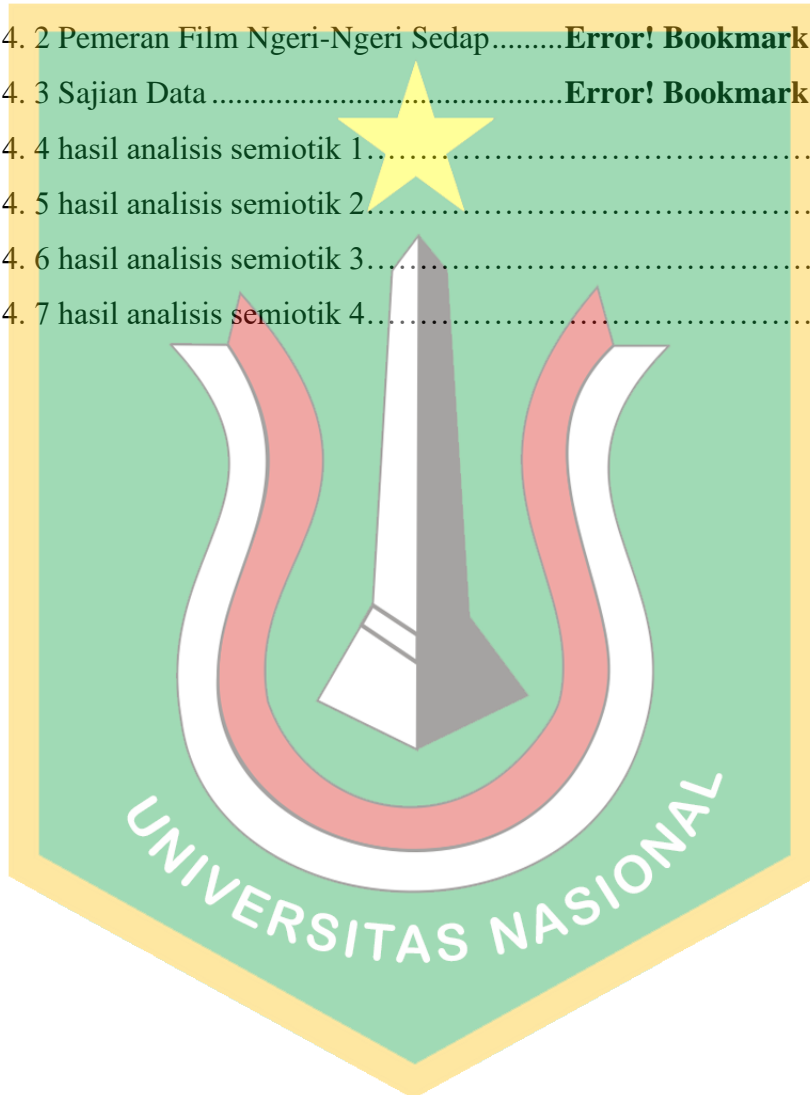 4. 2 Pemeran Film Ngeri-Ngeri Sedap.........Error! Bookmark
4. 3 Sajian Data...........................................Error! Bookmark
4. 4 hasil analisis semiotik 1……………………………………
4. 5 hasil analisis semiotik 2……………………………………
4. 6 hasil analisis semiotik 3……………………………………
4. 7 hasil analisis semiotik 4……………………………………
UNIVERSITAS NASIONAL